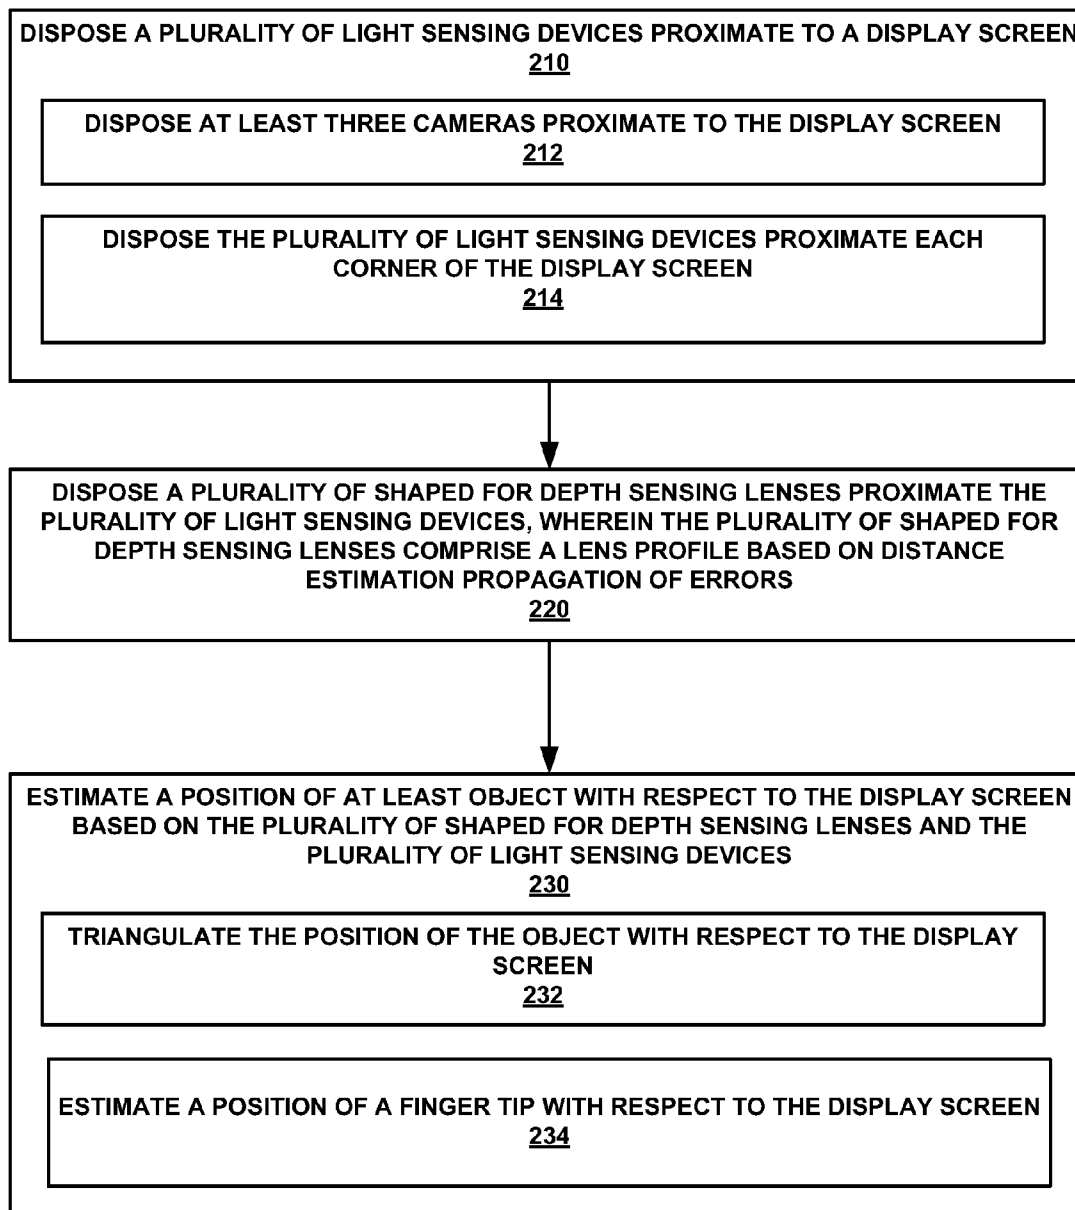 DISPOSE A PLURALITY OF LIGHT SENSING DEVICES PROXIMATE TO A DISPLAY SCREEN
210
DISPOSE AT LEAST THREE CAMERAS PROXIMATE TO THE DISPLAY SCREEN
212
DISPOSE THE PLURALITY OF LIGHT SENSING DEVICES PROXIMATE EACH
CORNER OF THE DISPLAY SCREEN
214
DISPOSE A PLURALITY OF SHAPED FOR DEPTH SENSING LENSES PROXIMATE THE
PLURALITY OF LIGHT SENSING DEVICES, WHEREIN THE PLURALITY OF SHAPED FOR
DEPTH SENSING LENSES COMPRISE A LENS PROFILE BASED ON DISTANCE
ESTIMATION PROPAGATION OF ERRORS
220
ESTIMATE A POSITION OF AT LEAST OBJECT WITH RESPECT TO THE DISPLAY SCREEN
BASED ON THE PLURALITY OF SHAPED FOR DEPTH SENSING LENSES AND THE
PLURALITY OF LIGHT SENSING DEVICES
230
TRIANGULATE THE POSITION OF THE OBJECT WITH RESPECT TO THE DISPLAY
SCREEN
232
ESTIMATE A POSITION OF A FINGER TIP WITH RESPECT TO THE DISPLAY SCREEN
234